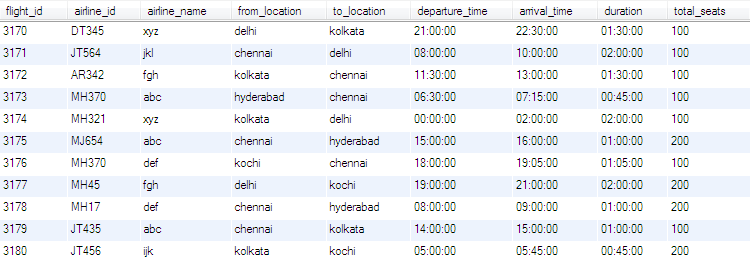 flight_id airline_id airline_name from_location to_location departure_time arrival_time duration total_seats
3170 DT345 xyz delhi kolkata 21:00:00 22:30:00 01:30:00 100
3171 JT564 jkl chennai delhi 08:00:00 10:00:00 02:00:00 100
3172 AR342 fgh kolkata chennai 11:30:00 13:00:00 01:30:00 100
3173 MH370 abc hyderabad chennai 06:30:00 07:15:00 00:45:00 100
3174 MH321 xyz kolkata delhi 00:00:00 02:00:00 02:00:00 100
3175 MJ654 abc chennai hyderabad 15:00:00 16:00:00 01:00:00 200
3176 MH370 def kochi chennai 18:00:00 19:05:00 01:05:00 100
3177 MH45 fgh delhi kochi 19:00:00 21:00:00 02:00:00 200
3178 MH17 def chennai hyderabad 08:00:00 09:00:00 01:00:00 200
3179 JT435 abc chennai kolkata 14:00:00 15:00:00 01:00:00 100
3180 JT456 ijk kolkata kochi 05:00:00 05:45:00 00:45:00 200